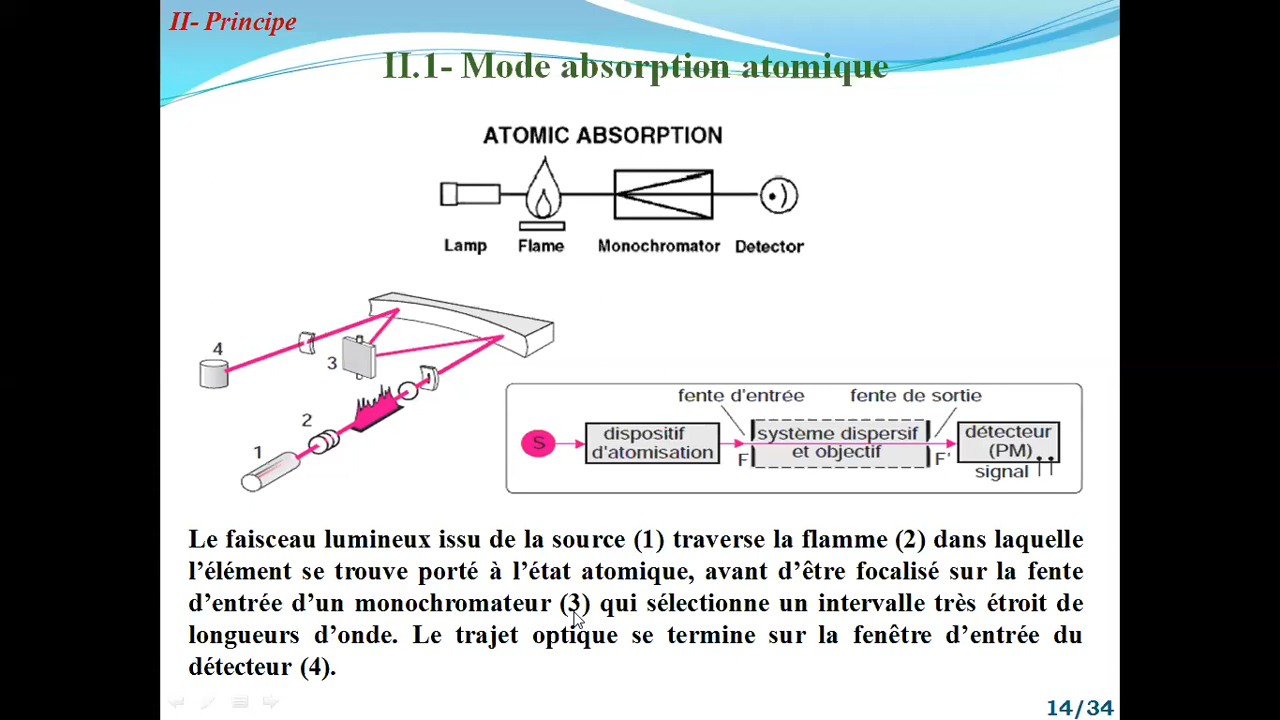 II- Principe
II.1- Mode absorption atomique
ATOMIC ABSORPTION
Lamp Flame Monochromator Detector
4
3
2
1
fente d'entrée fente de sortie
S
dispositif
d'atomisation
F
système dispersif
et objectif
F'
détecteur
(PM)
signal
Le faisceau lumineux issu de la source (1) traverse la flamme (2) dans laquelle
l'élément se trouve porté à l'état atomique, avant d'être focalisé sur la fente
d'entrée d'un monochromateur (3) qui sélectionne un intervalle très étroit de
longueurs d'onde. Le trajet optique se termine sur la fenêtre d'entrée du
détecteur (4).
14/34